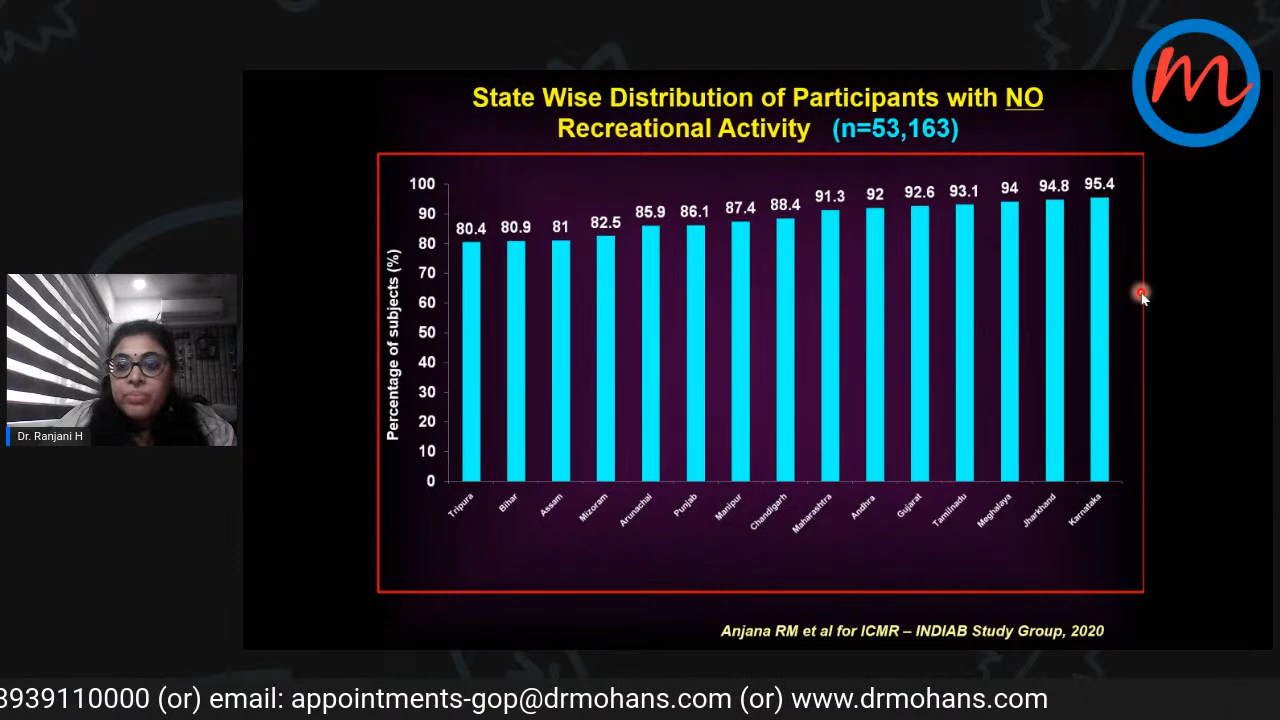 m
State Wise Distribution of Participants with NO
Recreational Activity (n=53,163)
Percentage of subjects (%)
100
90
80
70
60
50
40
30
20
10
0
80.4
80.9
81
82.5
85.9
86.1
87.4
88.4
91.3
92
92.6
93.1
94
94.8
95.4
Tripura
Bihar
Assam
Mizoram
Arunachal
Punjab
Manipur
Chandigarh
Maharashtra
Andhra
Gujarat
Tamilnadu
Meghalaya
Jharkhand
Karnataka
Anjana RM et al for ICMR – INDIAB Study Group, 2020
Dr. Ranjani H
3939110000 (or) email: appointments-gop@drmohans.com (or) www.drmohans.com